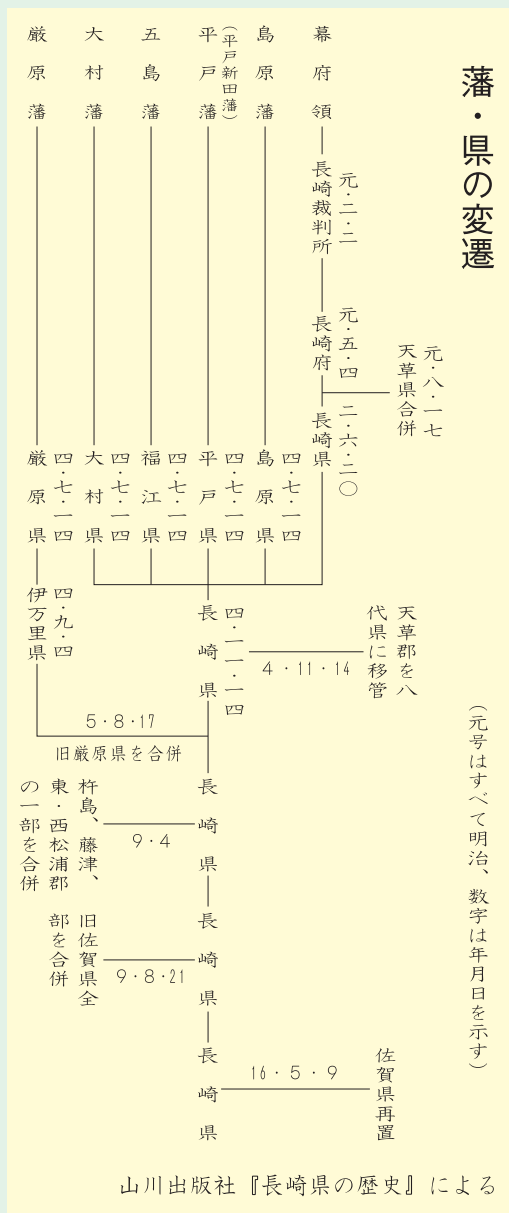 藩・県の変遷
(元号はすべて明治、数字は年月日を示す)
幕府領
長崎裁判所
元・二・二
長崎府
元・五・四
元・八・一七
天草県合併
長崎県
二・六・二〇
島原藩
島原県
四・七・一四
(平戸新田藩)
平戸藩
平戸県
四・七・一四
五島藩
福江県
四・七・一四
大村藩
大村県
四・七・一四
厳原藩
厳原県
四・七・一四
伊万里県
四・九・四
長崎県
四・一一・一四
天草郡を八
代県に移管
4・11・14
5・8・17
旧厳原県を合併
長崎県
杵島、藤津、
東・西松浦郡
の一部を合併
9・4
長崎県
旧佐賀県全
部を合併
9・8・21
長崎県
佐賀県再置
16・5・9
山川出版社『長崎県の歴史』による